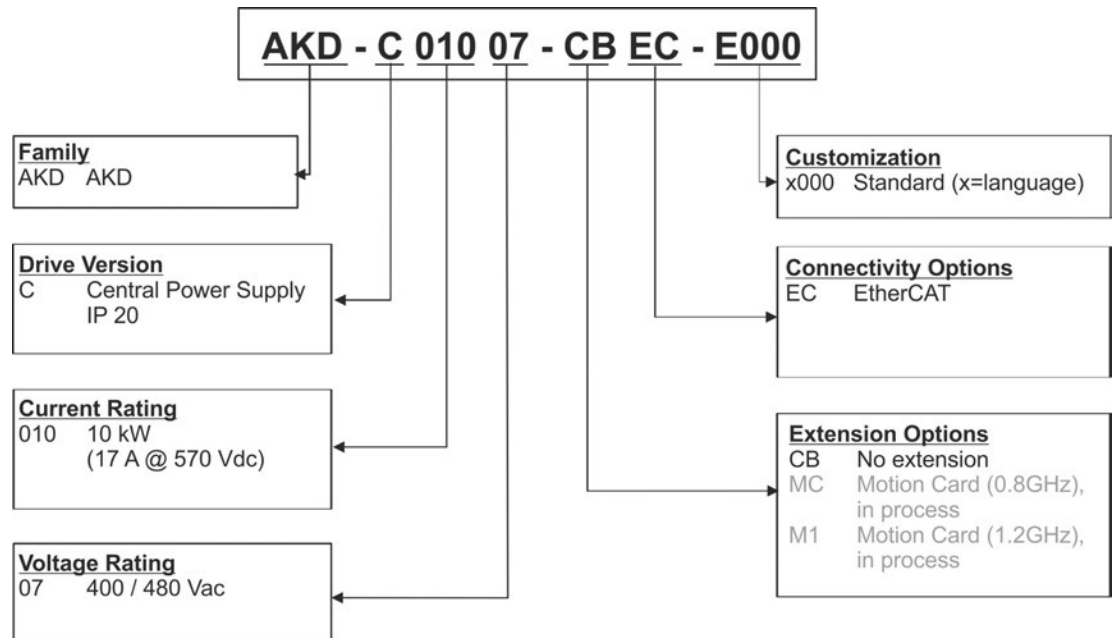 AKD - C 010 07 - CB EC - E000
Family
AKD AKD
Drive Version
C Central Power Supply
IP 20
Current Rating
010 10 kW
(17 A @ 570 Vdc)
Voltage Rating
07 400 / 480 Vac
Customization
x000 Standard (x=language)
Connectivity Options
EC EtherCAT
Extension Options
CB No extension
MC Motion Card (0.8GHz),
in process
M1 Motion Card (1.2GHz),
in process